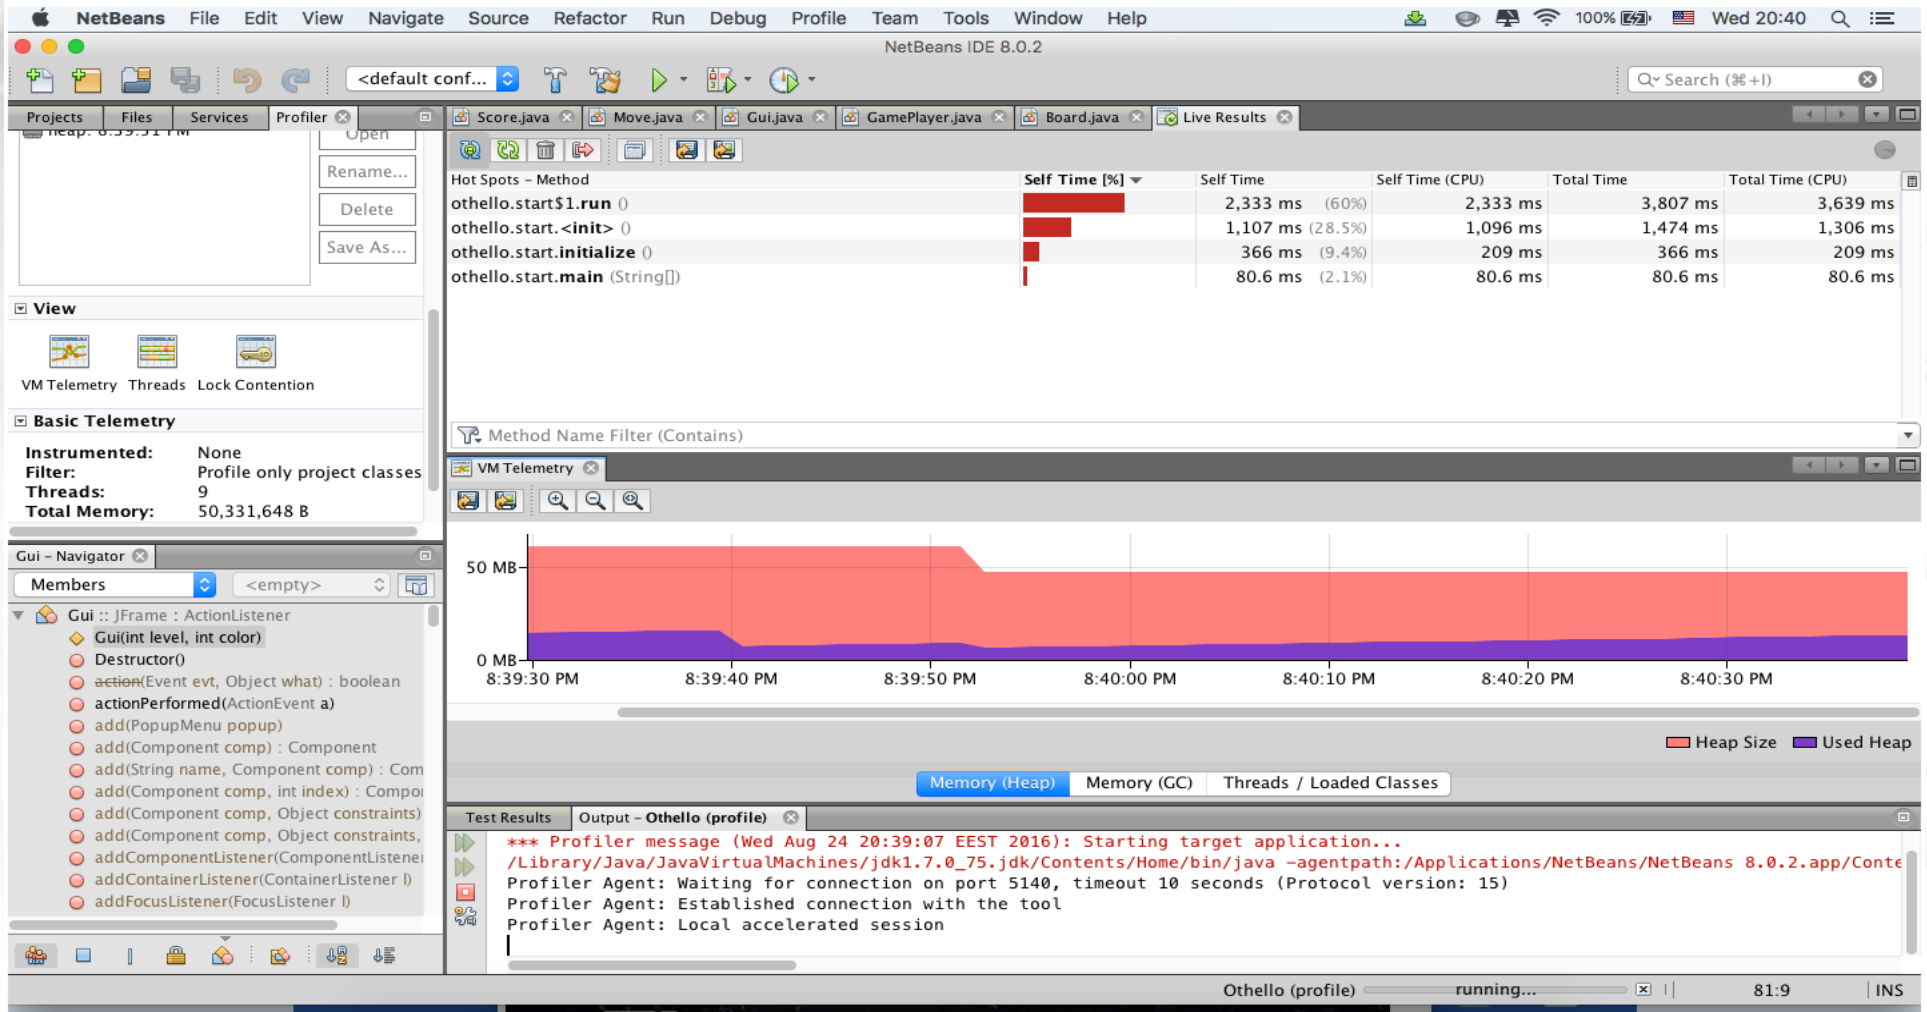 NetBeans File Edit View Navigate Source Refactor Run Debug Profile Team Tools Window Help 100% Wed 20:40
NetBeans IDE 8.0.2
<default conf... Search (⌘+I)
Projects Files Services Profiler
heap: 8:39:31 PM
Open
Rename...
Delete
Save As...
View
VM Telemetry Threads Lock Contention
Basic Telemetry
Instrumented: None
Filter: Profile only project classes
Threads: 9
Total Memory: 50,331,648 B
Gui – Navigator
Members <empty>
Gui :: JFrame : ActionListener
Gui(int level, int color)
Destructor()
action(Event evt, Object what) : boolean
actionPerformed(ActionEvent a)
add(PopupMenu popup)
add(Component comp) : Component
add(String name, Component comp) : Com
add(Component comp, int index) : Compo
add(Component comp, Object constraints)
add(Component comp, Object constraints,
addComponentListener(ComponentListener
addContainerListener(ContainerListener l)
addFocusListener(FocusListener l)
Score.java Move.java Gui.java GamePlayer.java Board.java Live Results
Hot Spots – Method Self Time [%] Self Time Self Time (CPU) Total Time Total Time (CPU)
othello.start$1.run () 2,333 ms (60%) 2,333 ms 3,807 ms 3,639 ms
othello.start.<init> () 1,107 ms (28.5%) 1,096 ms 1,474 ms 1,306 ms
othello.start.initialize () 366 ms (9.4%) 209 ms 366 ms 209 ms
othello.start.main (String[]) 80.6 ms (2.1%) 80.6 ms 80.6 ms 80.6 ms
Method Name Filter (Contains)
VM Telemetry
50 MB
0 MB
8:39:30 PM 8:39:40 PM 8:39:50 PM 8:40:00 PM 8:40:10 PM 8:40:20 PM 8:40:30 PM
Heap Size Used Heap
Memory (Heap) Memory (GC) Threads / Loaded Classes
Test Results Output – Othello (profile)
*** Profiler message (Wed Aug 24 20:39:07 EEST 2016): Starting target application...
/Library/Java/JavaVirtualMachines/jdk1.7.0_75.jdk/Contents/Home/bin/java –agentpath:/Applications/NetBeans/NetBeans 8.0.2.app/Conte
Profiler Agent: Waiting for connection on port 5140, timeout 10 seconds (Protocol version: 15)
Profiler Agent: Established connection with the tool
Profiler Agent: Local accelerated session
Othello (profile) running... 81:9 INS